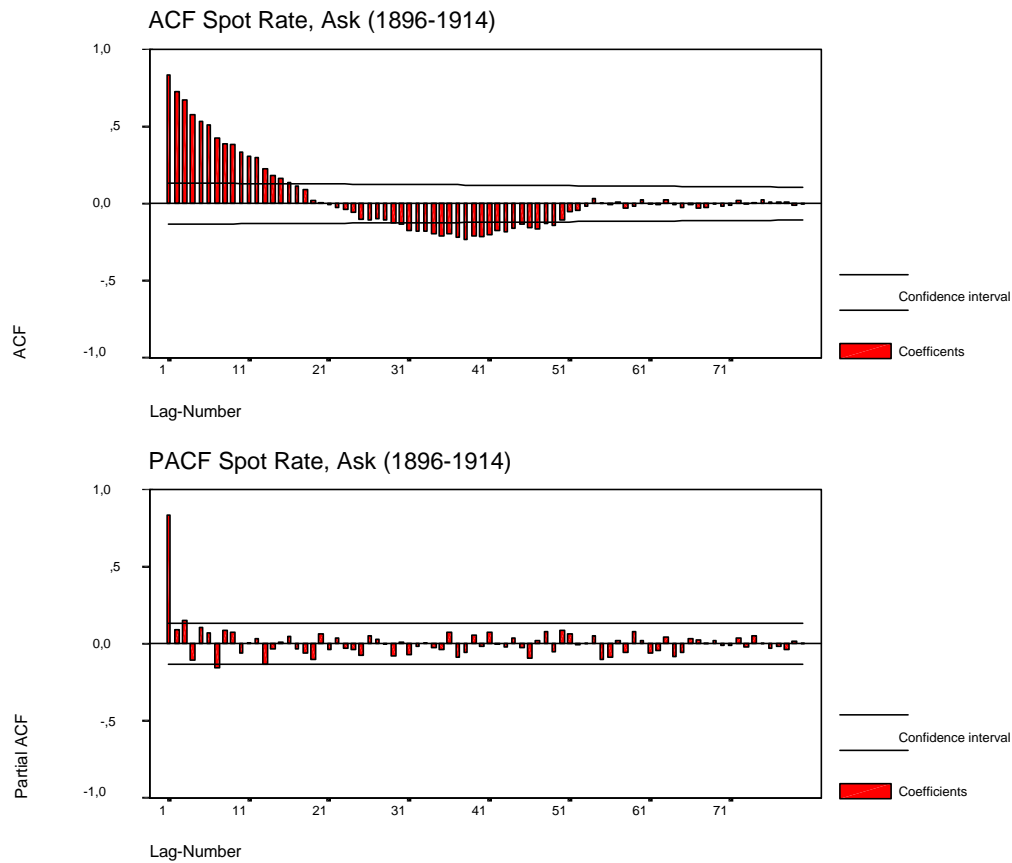 ACF Spot Rate, Ask (1896-1914)
1,0
,5
0,0
-,5
-1,0
ACF
1 11 21 31 41 51 61 71
Lag-Number
Confidence interval
Coefficents
PACF Spot Rate, Ask (1896-1914)
1,0
,5
0,0
-,5
-1,0
Partial ACF
1 11 21 31 41 51 61 71
Lag-Number
Confidence interval
Coefficients